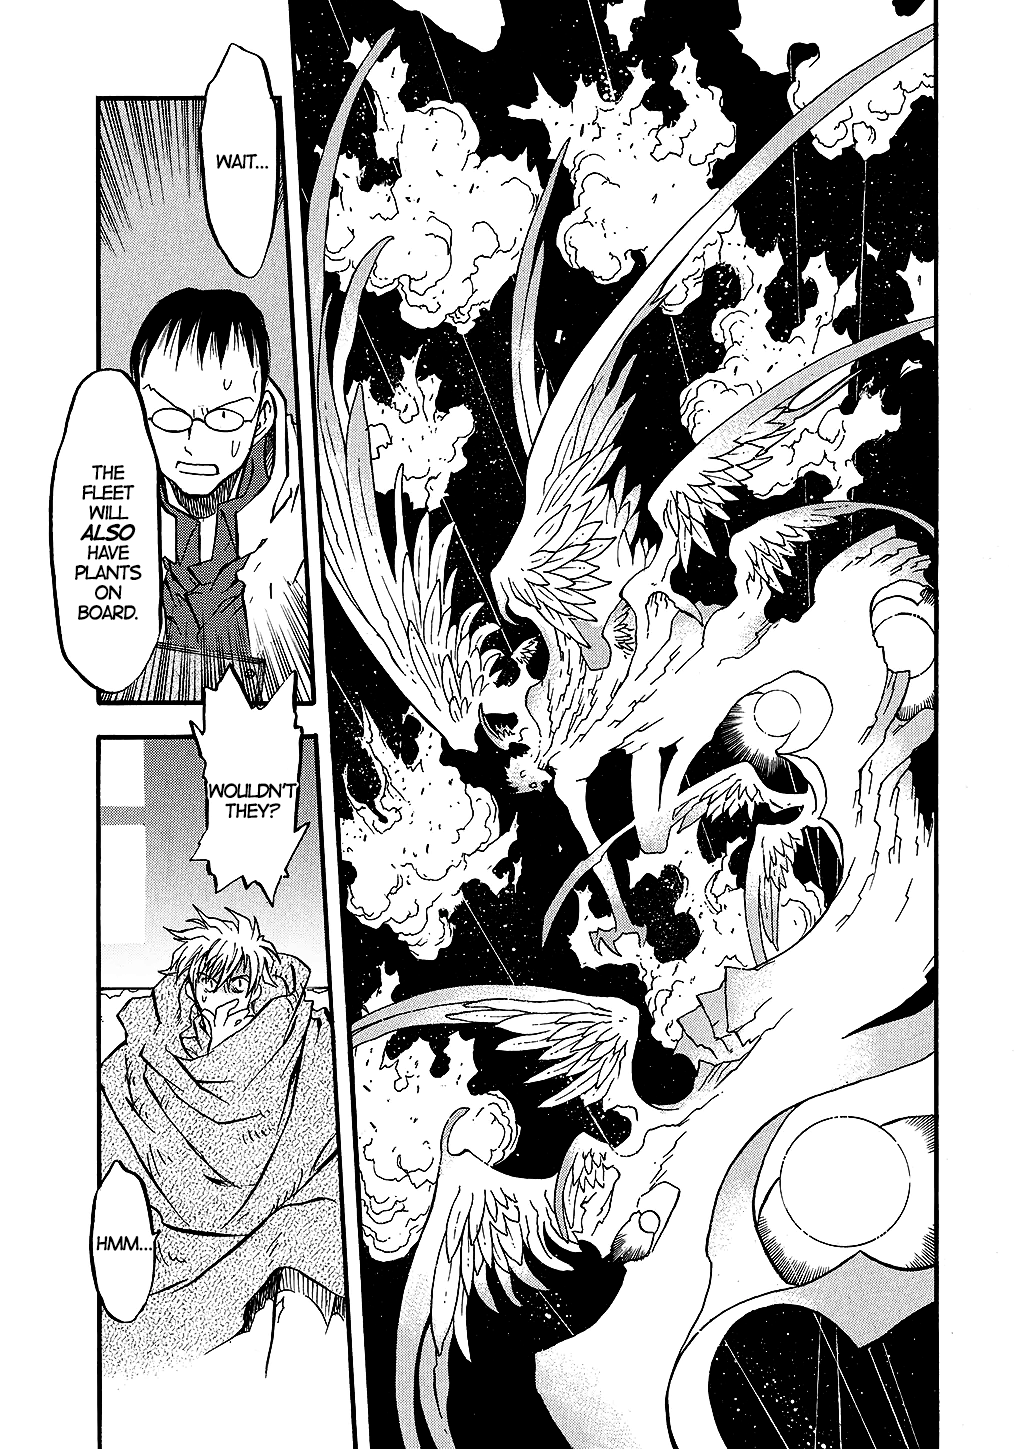 WAIT...
THE
FLEET
WILL
ALSO
HAVE
PLANTS
ON
BOARD.
WOULDN'T
THEY?
HMM...